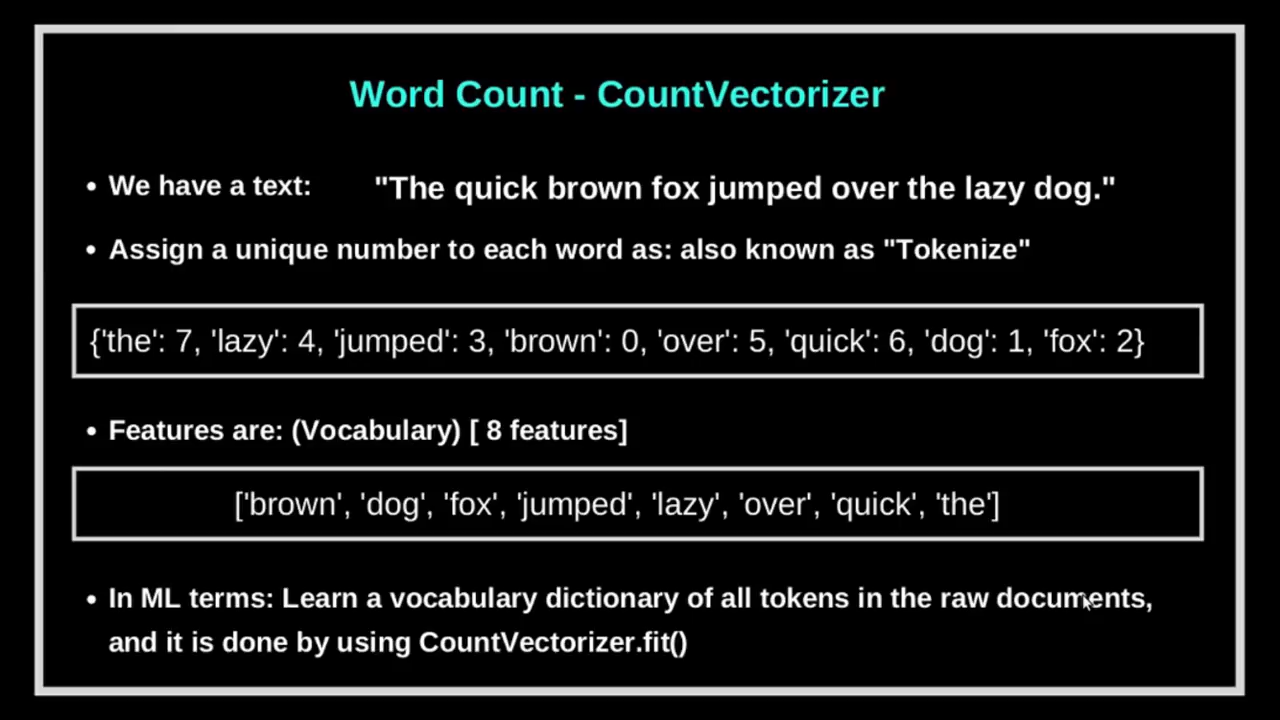 Word Count - CountVectorizer
• We have a text: "The quick brown fox jumped over the lazy dog."
• Assign a unique number to each word as: also known as "Tokenize"
{'the': 7, 'lazy': 4, 'jumped': 3, 'brown': 0, 'over': 5, 'quick': 6, 'dog': 1, 'fox': 2}
• Features are: (Vocabulary) [ 8 features]
['brown', 'dog', 'fox', 'jumped', 'lazy', 'over', 'quick', 'the']
• In ML terms: Learn a vocabulary dictionary of all tokens in the raw documents,
and it is done by using CountVectorizer.fit()